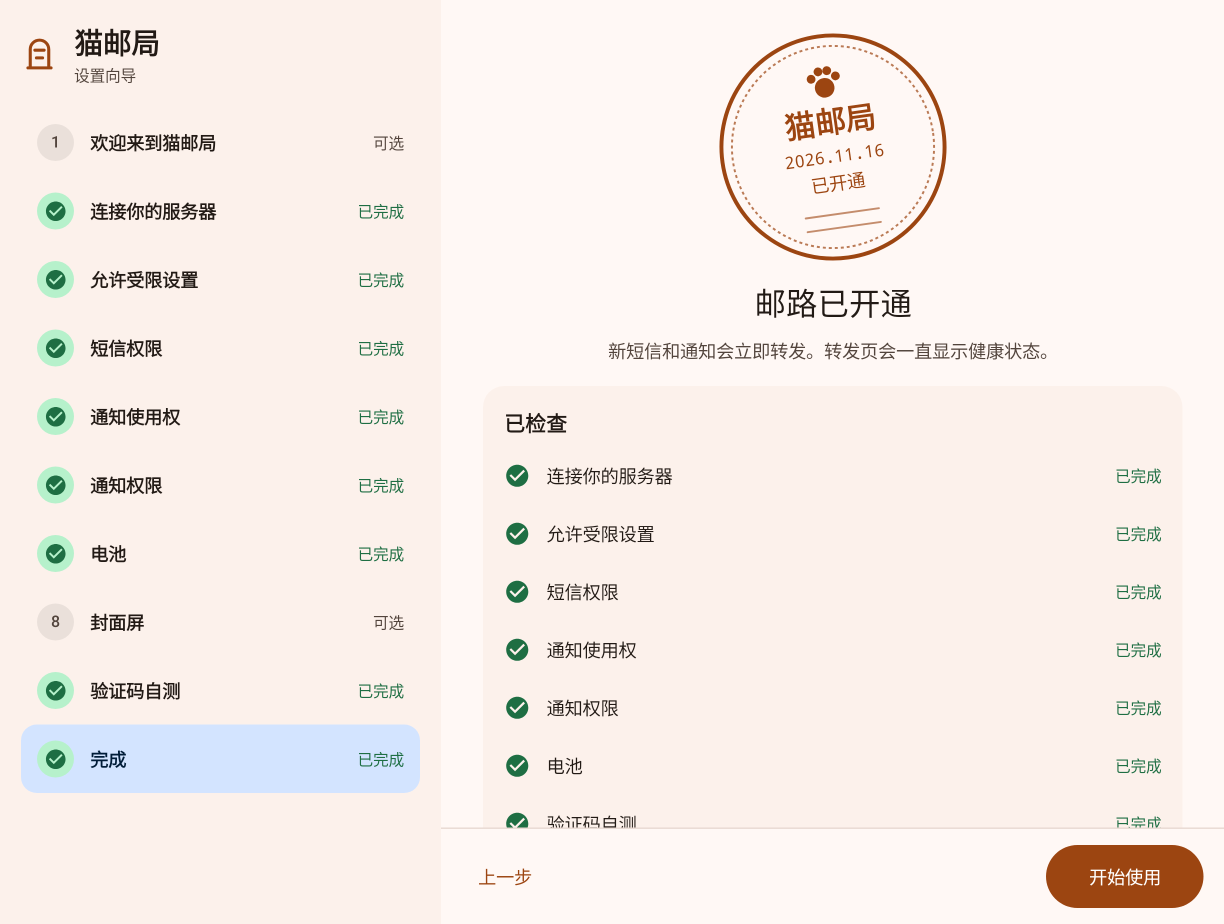 猫邮局
设置向导
1 欢迎来到猫邮局 可选
连接你的服务器 已完成
允许受限设置 已完成
短信权限 已完成
通知使用权 已完成
通知权限 已完成
电池 已完成
8 封面屏 可选
验证码自测 已完成
完成 已完成
猫邮局
2026.11.16
已开通
邮路已开通
新短信和通知会立即转发。转发页会一直显示健康状态。
已检查
连接你的服务器 已完成
允许受限设置 已完成
短信权限 已完成
通知使用权 已完成
通知权限 已完成
电池 已完成
验证码自测 已完成
上一步 开始使用